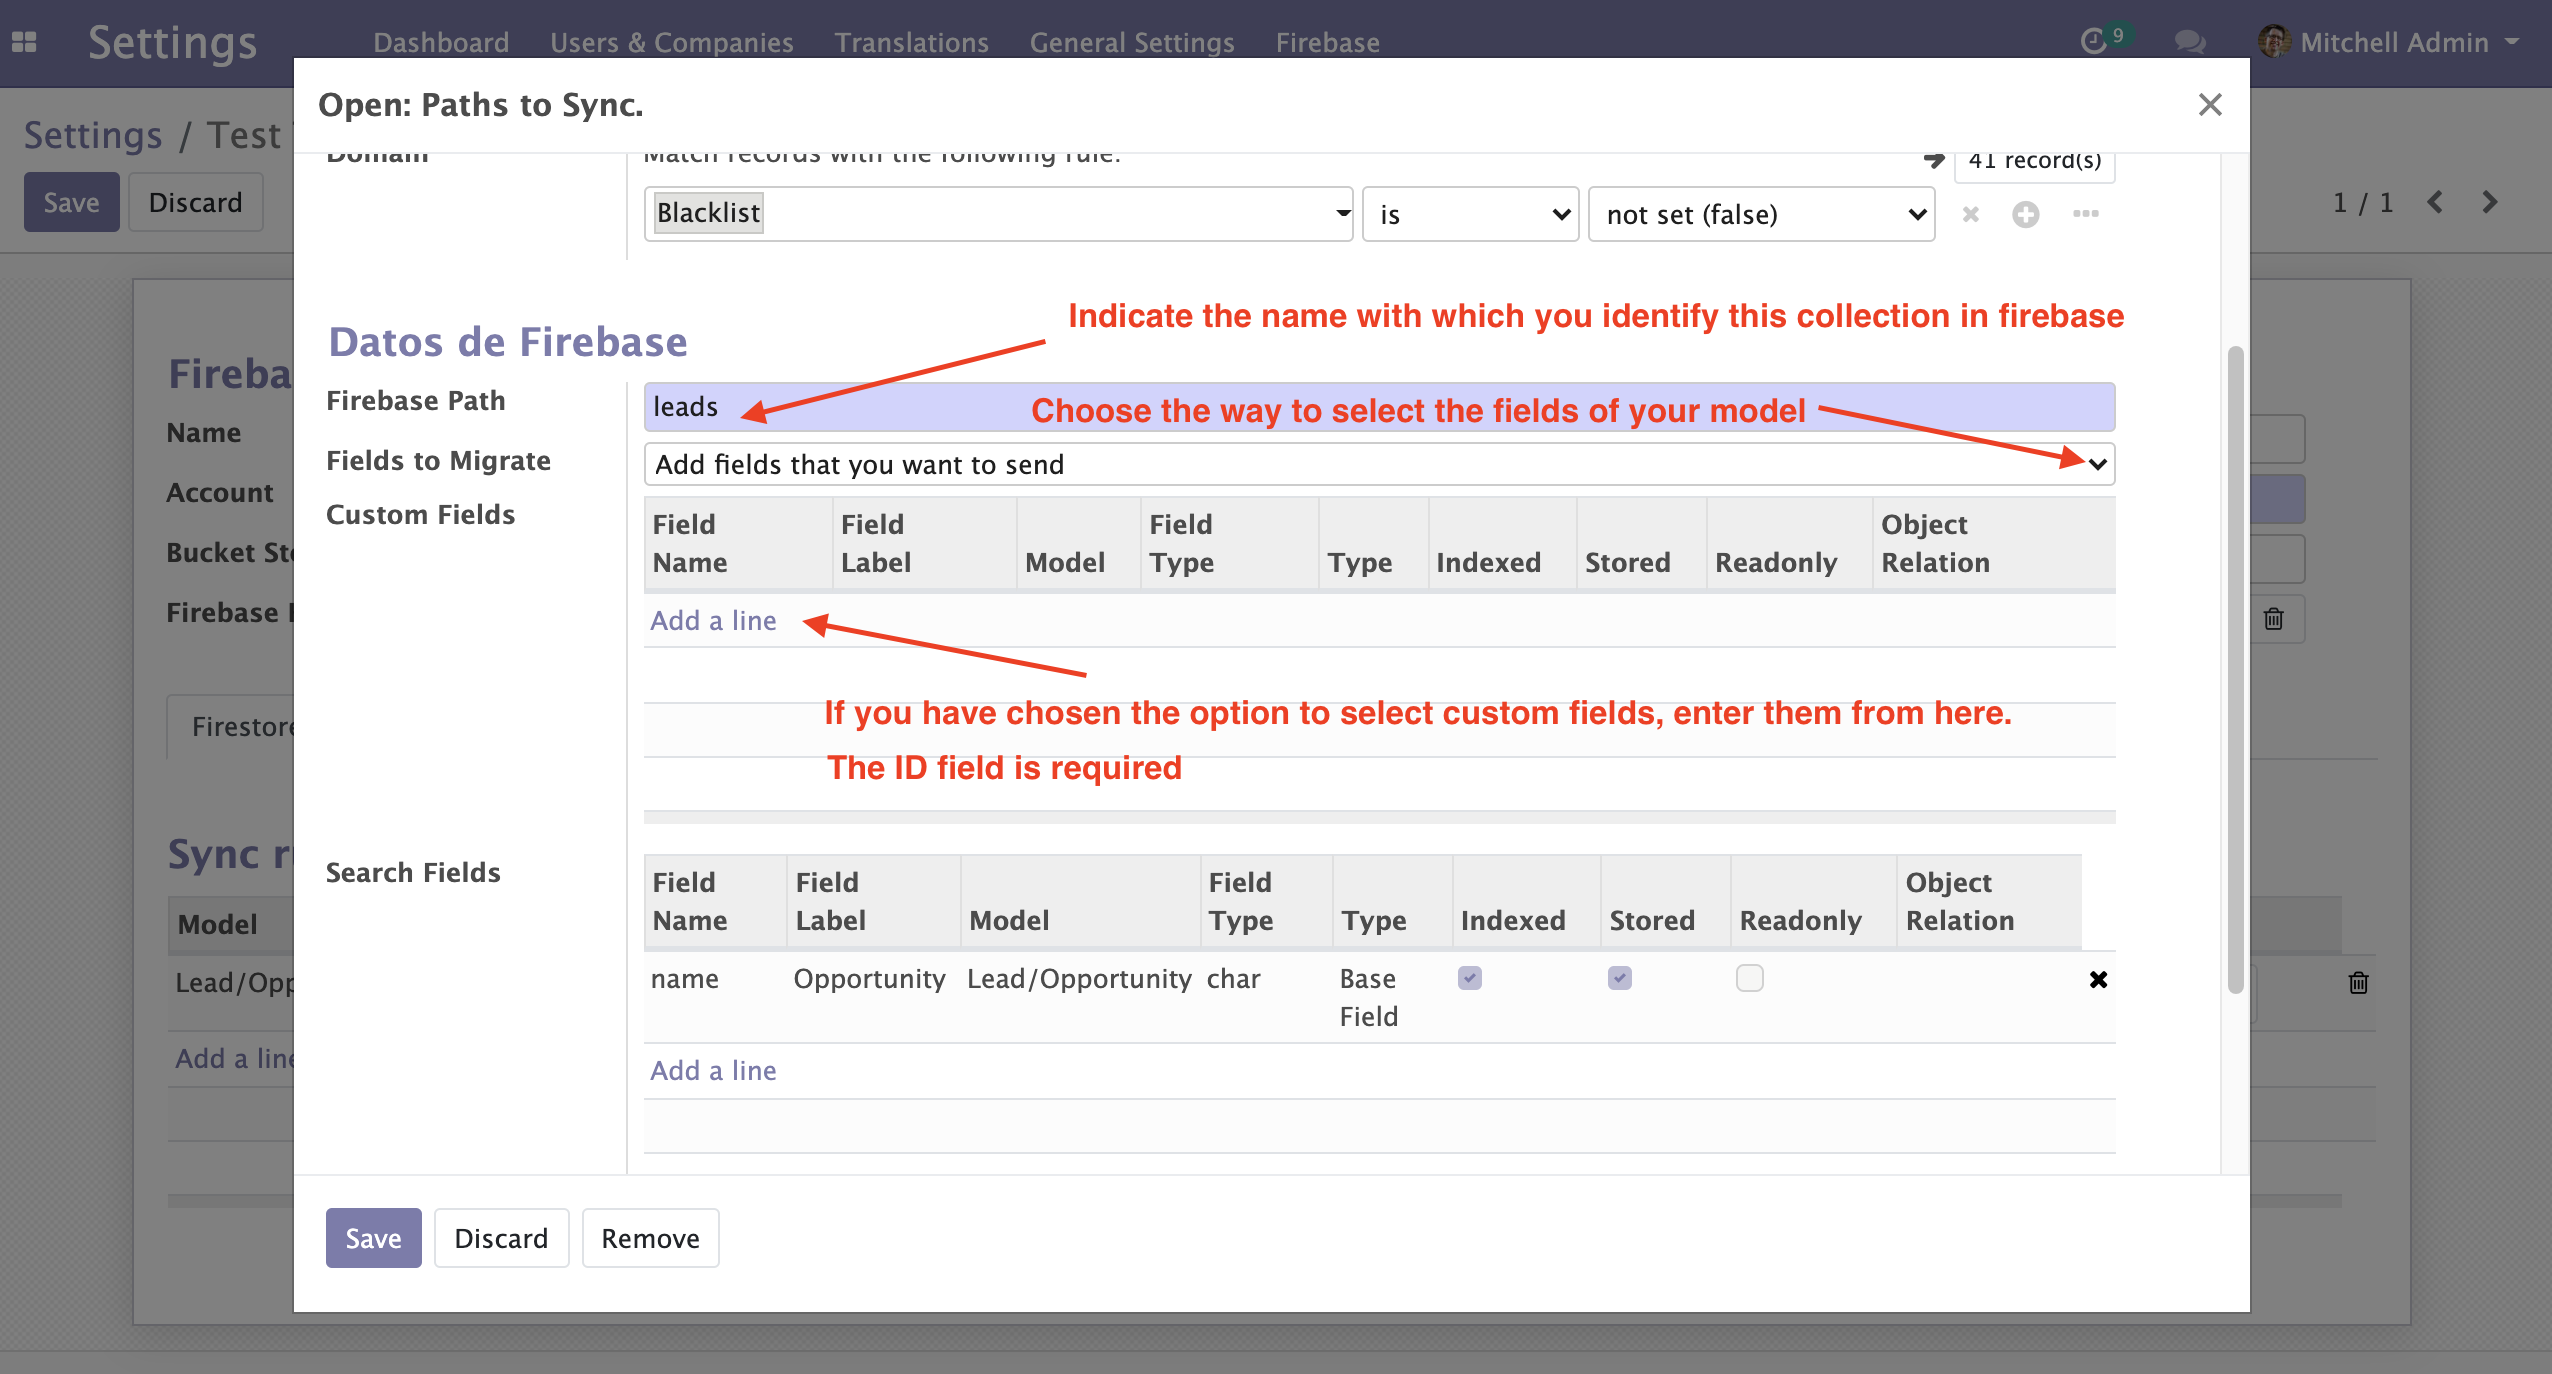 Settings Dashboard Users & Companies Translations General Settings Firebase 9 Mitchell Admin
Open: Paths to Sync.
Settings / Test
Save Discard
1 / 1
Domain Match records with the following rule: 41 record(s)
Blacklist is not set (false)
Indicate the name with which you identify this collection in firebase
Datos de Firebase
Fireba
Firebase Path leads
Choose the way to select the fields of your model
Name
Fields to Migrate Add fields that you want to send
Account
Custom Fields
Field Name Field Label Model Field Type Type Indexed Stored Readonly Object Relation
Bucket Sto
Firebase
Add a line
If you have chosen the option to select custom fields, enter them from here.
Firestore
The ID field is required
Sync r
Search Fields
Field Name Field Label Model Field Type Type Indexed Stored Readonly Object Relation
Model
name Opportunity Lead/Opportunity char Base Field
Lead/Opp
Add a line
Add a line
Save Discard Remove